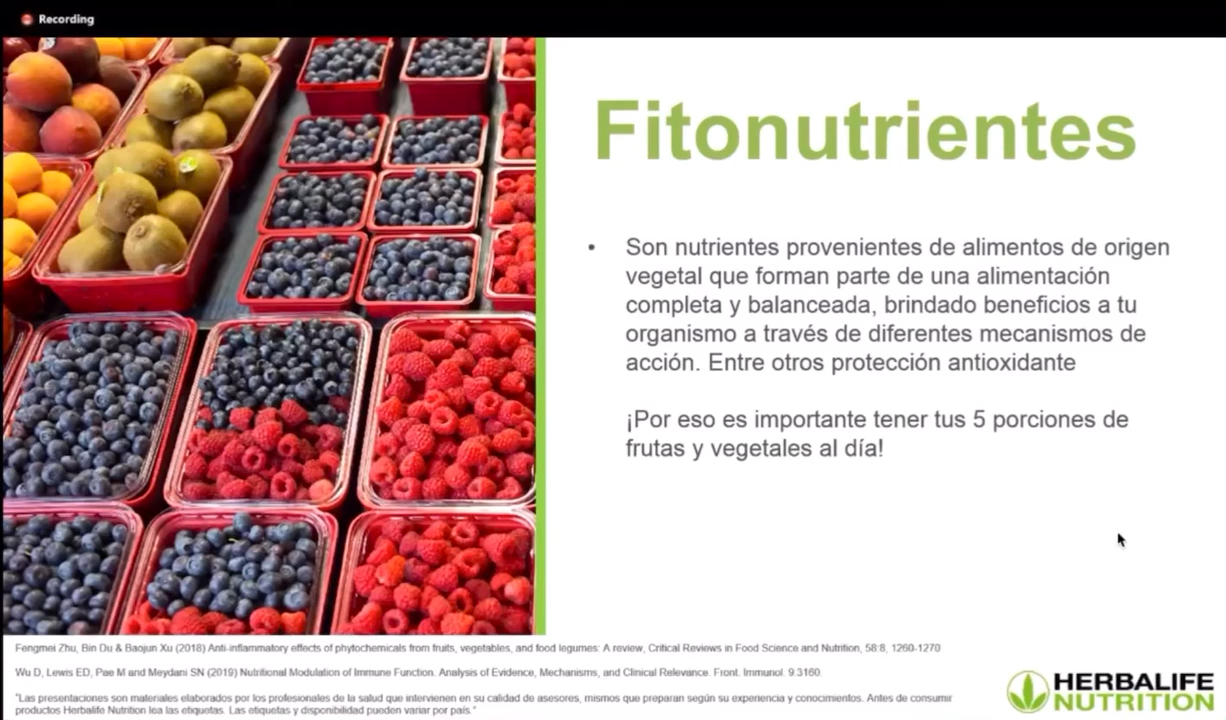 Recording
Fitonutrientes
• Son nutrientes provenientes de alimentos de origen
vegetal que forman parte de una alimentación
completa y balanceada, brindado beneficios a tu
organismo a través de diferentes mecanismos de
acción. Entre otros protección antioxidante
¡Por eso es importante tener tus 5 porciones de
frutas y vegetales al día!
Fengmei Zhu, Bin Du & Baojun Xu (2018) Anti-inflammatory effects of phytochemicals from fruits, vegetables, and food legumes: A review, Critical Reviews in Food Science and Nutrition, 58:8, 1260-1270
Wu D, Lewis ED, Pae M and Meydani SN (2019) Nutritional Modulation of Immune Function. Analysis of Evidence, Mechanisms, and Clinical Relevance. Front. Immunol. 9:3160.
"Las presentaciones son materiales elaborados por los profesionales de la salud que intervienen en su calidad de asesores, mismos que preparan según su experiencia y conocimientos. Antes de consumir
productos Herbalife Nutrition lea las etiquetas. Las etiquetas y disponibilidad pueden variar por país."
HERBALIFE
NUTRITION